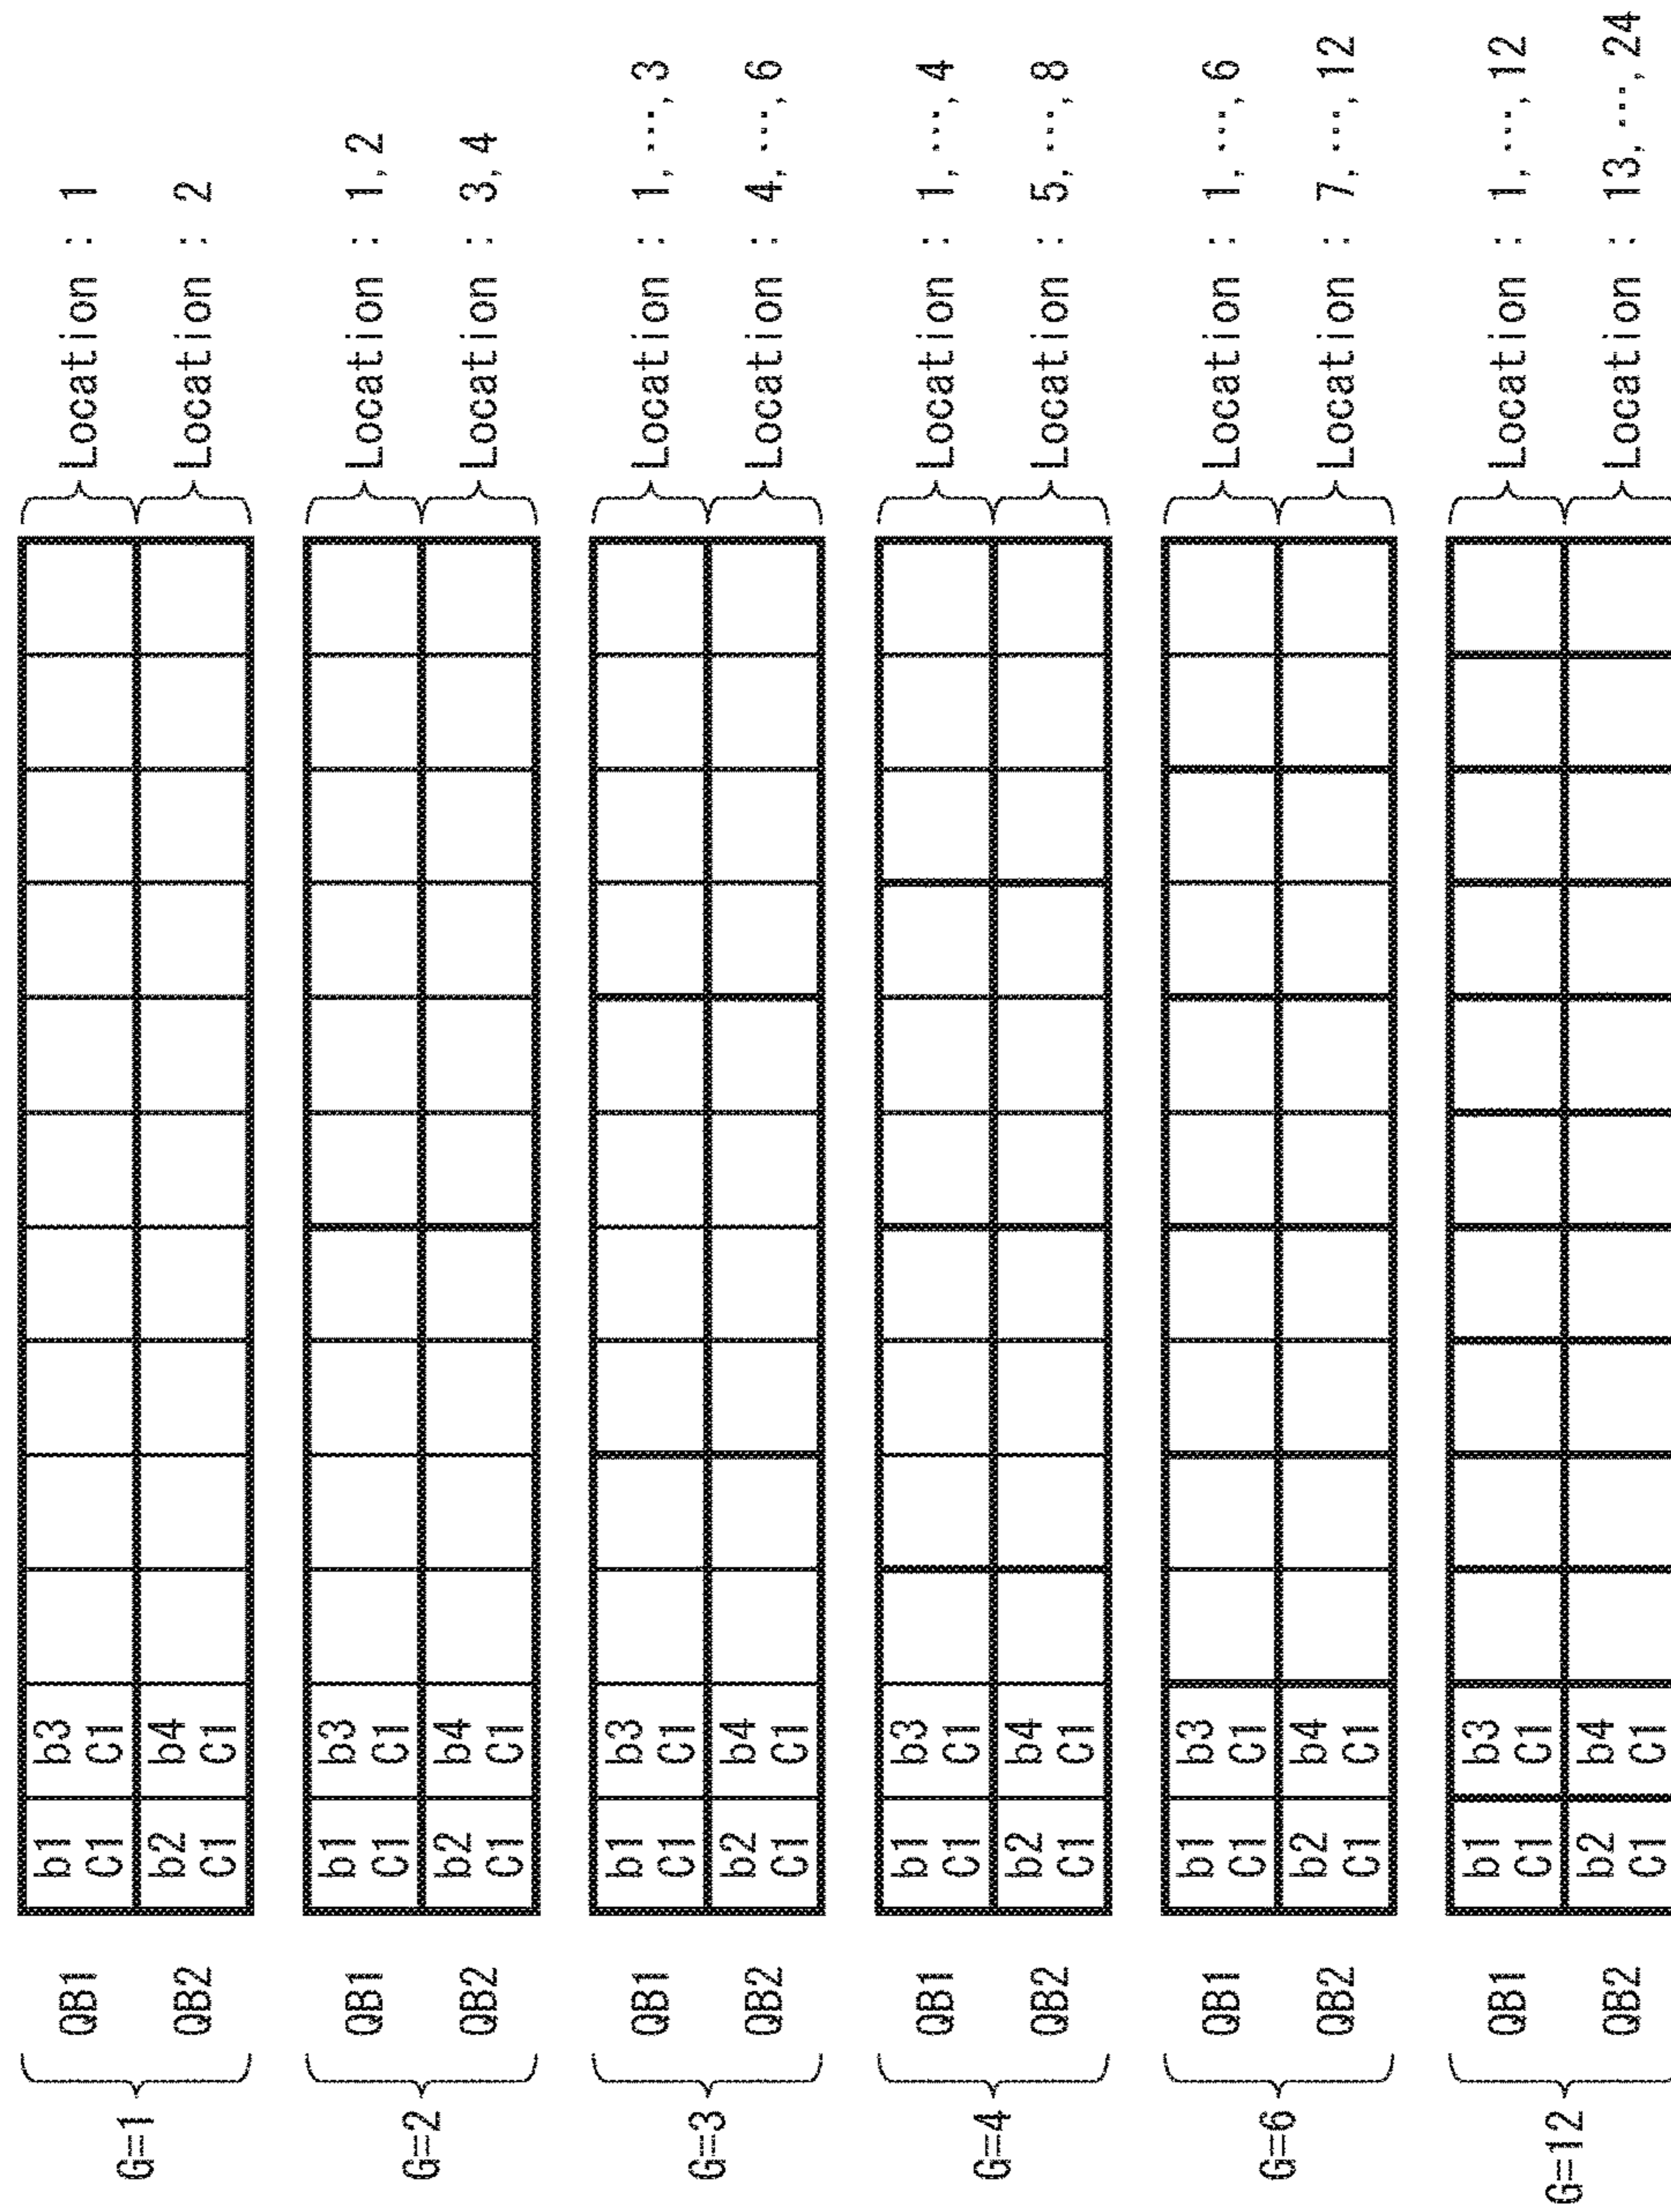 G=1
QB1 b1 C1 b3 C1 Location : 1
QB2 b2 C1 b4 C1 Location : 2
G=2
QB1 b1 C1 b3 C1 Location : 1, 2
QB2 b2 C1 b4 C1 Location : 3, 4
G=3
QB1 b1 C1 b3 C1 Location : 1, ···, 3
QB2 b2 C1 b4 C1 Location : 4, ···, 6
G=4
QB1 b1 C1 b3 C1 Location : 1, ···, 4
QB2 b2 C1 b4 C1 Location : 5, ···, 8
G=6
QB1 b1 C1 b3 C1 Location : 1, ···, 6
QB2 b2 C1 b4 C1 Location : 7, ···, 12
G=12
QB1 b1 C1 b3 C1 Location : 1, ···, 12
QB2 b2 C1 b4 C1 Location : 13, ···, 24